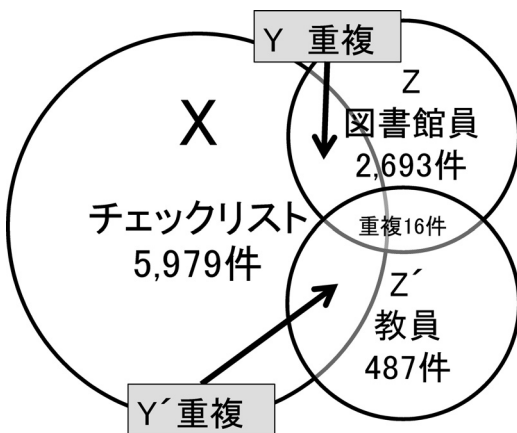 Y 重複
X
Z
図書館員
2,693件
チェックリスト
5,979件
重複16件
Z´
教員
487件
Y´重複